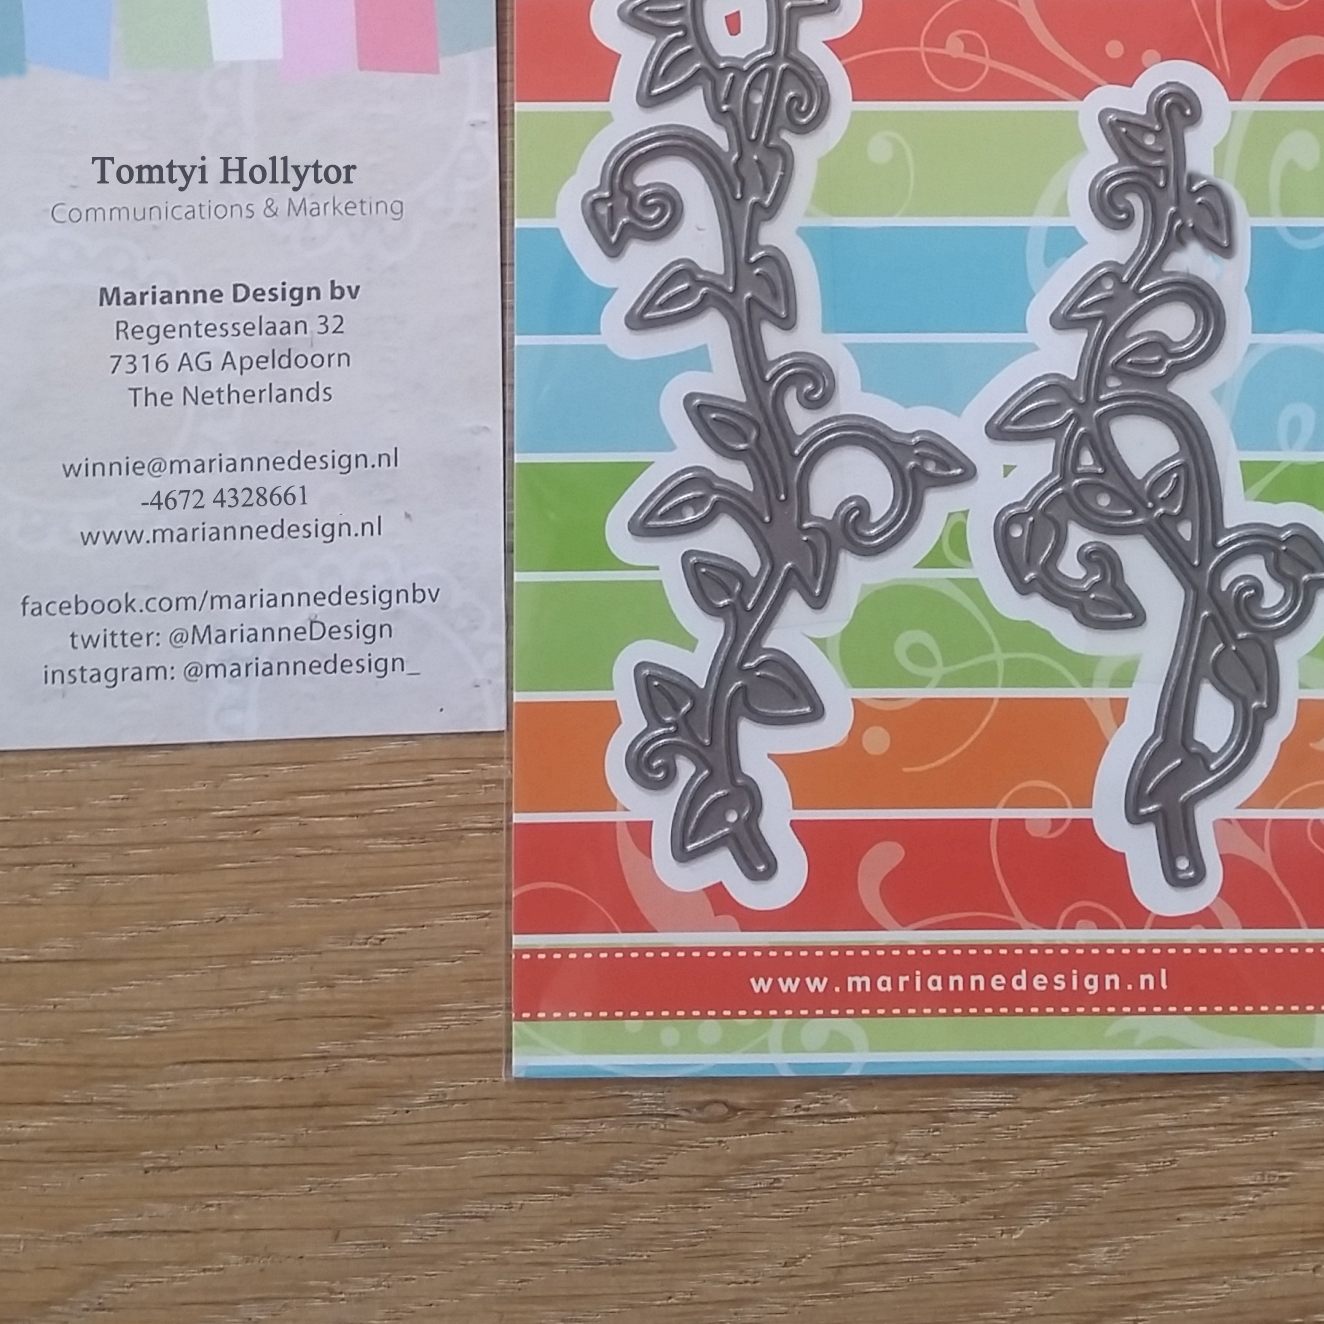 Tomtyi Hollytor
Communications & Marketing
Marianne Design bv
Regentesselaan 32
7316 AG Apeldoorn
The Netherlands
winnie@mariannedesign.nl
-4672 4328661
www.mariannedesign.nl
facebook.com/mariannedesignbv
twitter: @MarianneDesign
instagram: @mariannedesign_
www.mariannedesign.nl